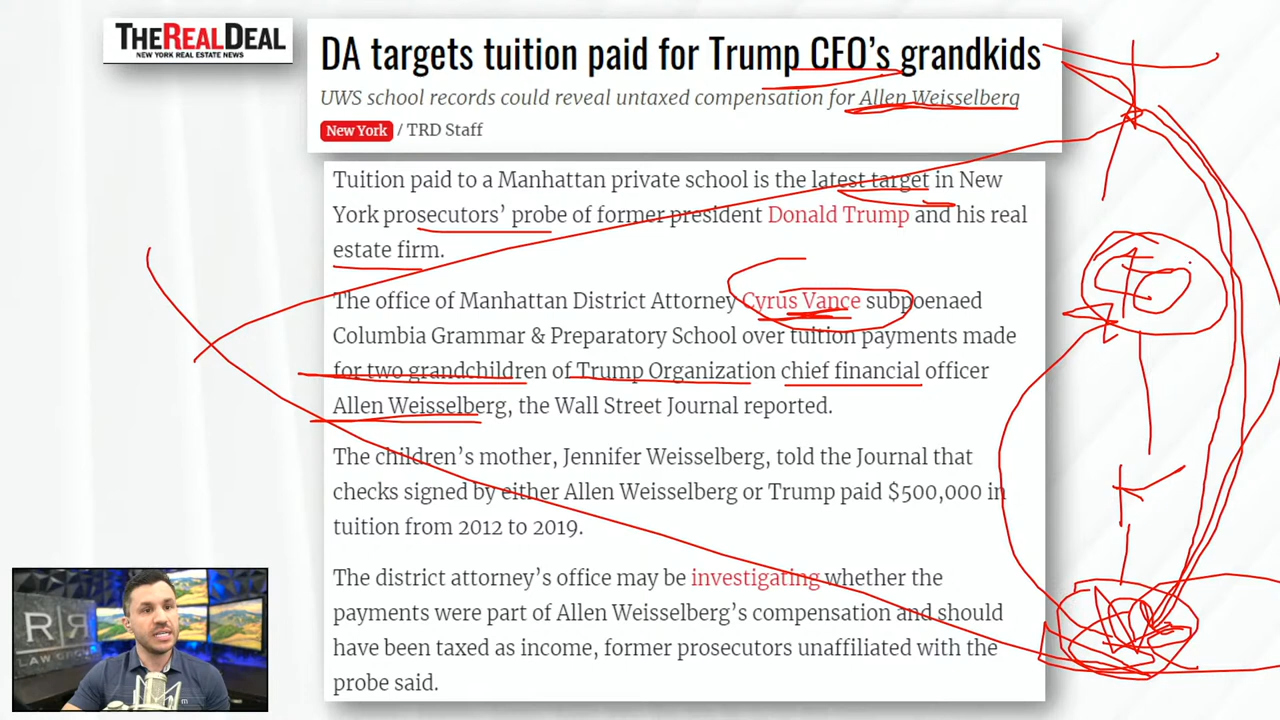 THEREALDEAL
NEW YORK REAL ESTATE NEWS
DA targets tuition paid for Trump CFO's grandkids
UWS school records could reveal untaxed compensation for Allen Weisselberg
New York / TRD Staff
Tuition paid to a Manhattan private school is the latest target in New
York prosecutors' probe of former president Donald Trump and his real
estate firm.
The office of Manhattan District Attorney Cyrus Vance subpoenaed
Columbia Grammar & Preparatory School over tuition payments made
for two grandchildren of Trump Organization chief financial officer
Allen Weisselberg, the Wall Street Journal reported.
The children's mother, Jennifer Weisselberg, told the Journal that
checks signed by either Allen Weisselberg or Trump paid $500,000 in
tuition from 2012 to 2019.
The district attorney's office may be investigating whether the
payments were part of Allen Weisselberg's compensation and should
have been taxed as income, former prosecutors unaffiliated with the
probe said.
R|R
LAW GROUP